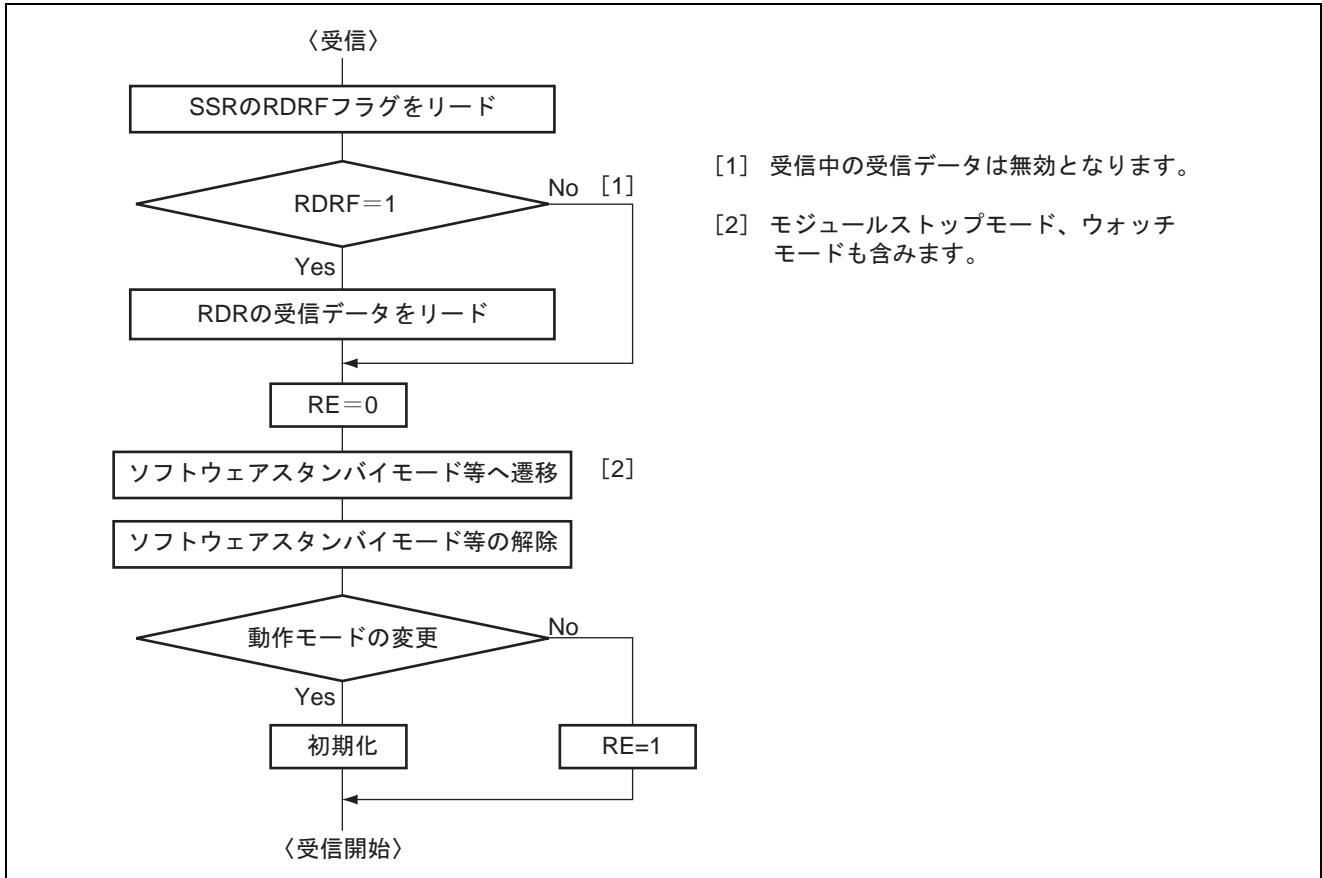 〈受信〉
SSRのRDRFフラグをリード
RDRF＝1
No ［1］
Yes
RDRの受信データをリード
RE＝0
ソフトウェアスタンバイモード等へ遷移 ［2］
ソフトウェアスタンバイモード等の解除
動作モードの変更
No
Yes
初期化
RE=1
〈受信開始〉
［1］ 受信中の受信データは無効となります。
［2］ モジュールストップモード、ウォッチ
モードも含みます。